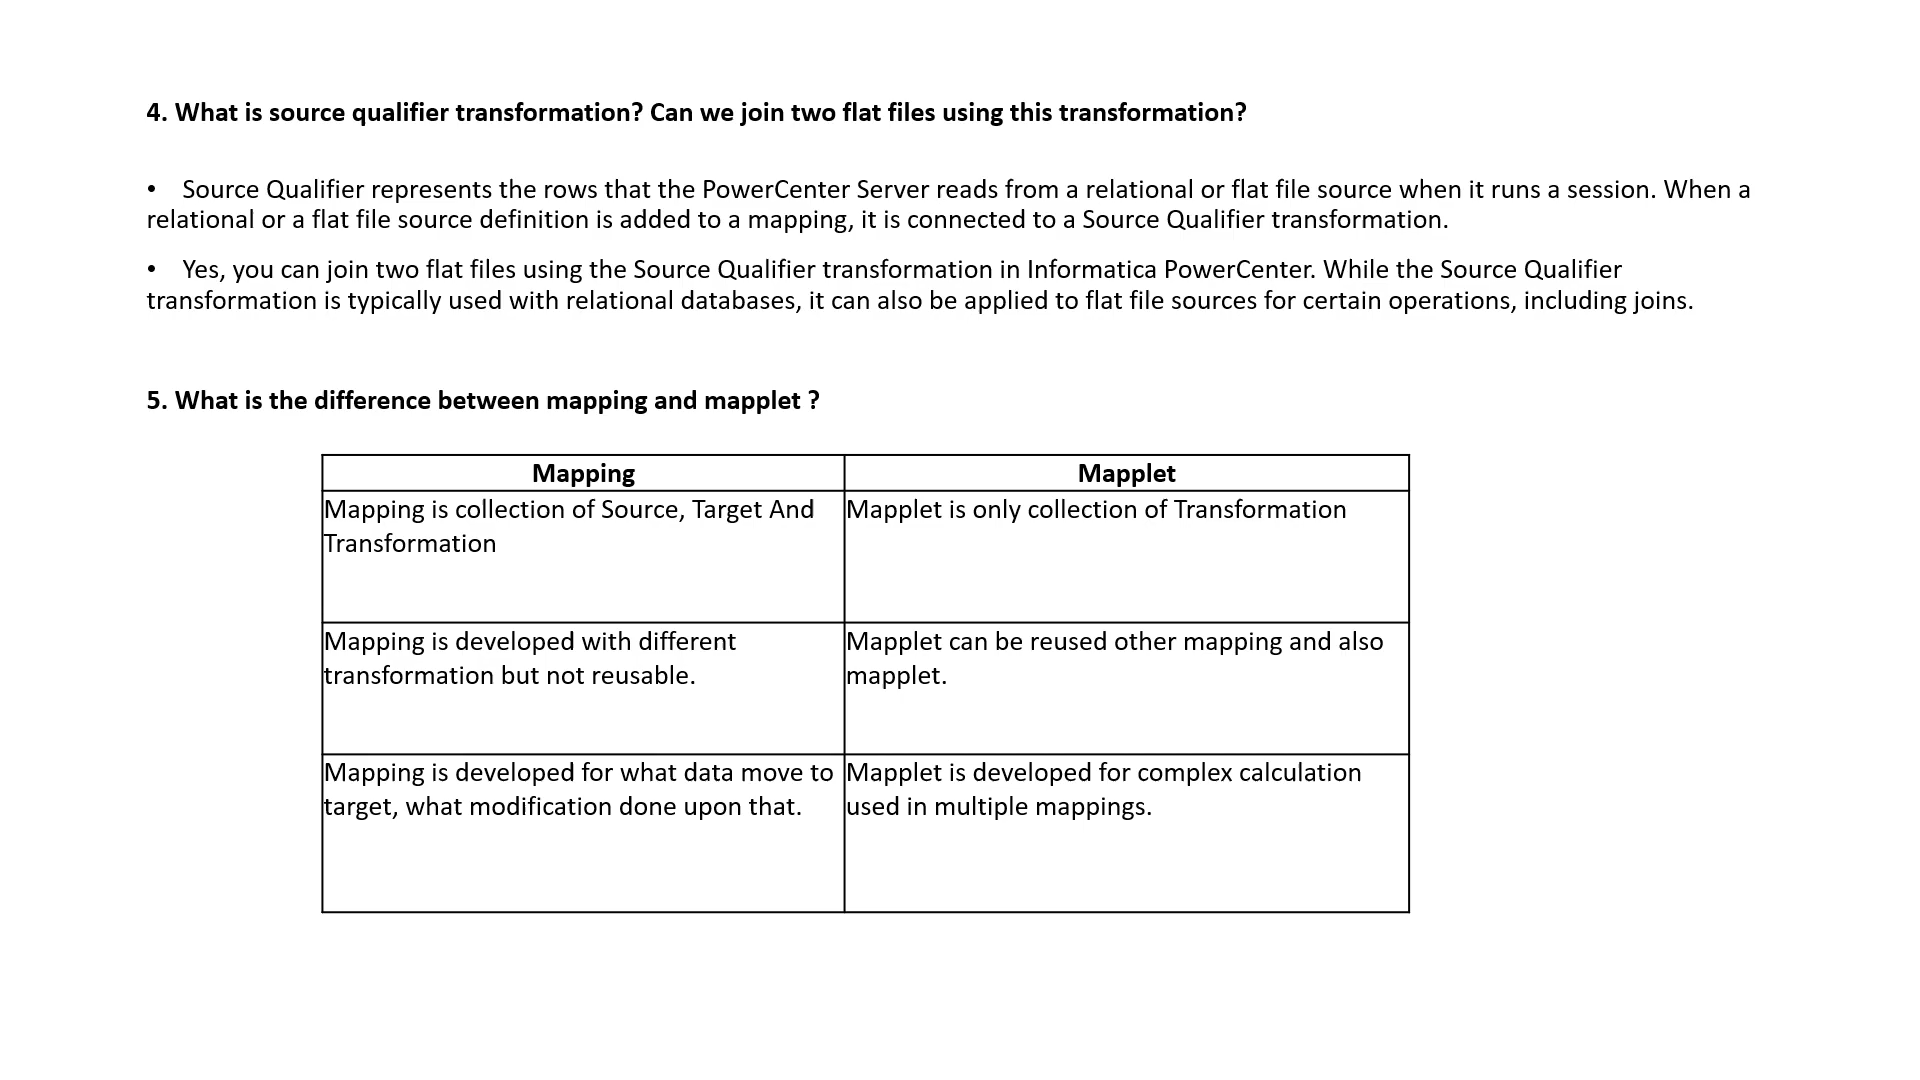 4. What is source qualifier transformation? Can we join two flat files using this transformation?
• Source Qualifier represents the rows that the PowerCenter Server reads from a relational or flat file source when it runs a session. When a
relational or a flat file source definition is added to a mapping, it is connected to a Source Qualifier transformation.
• Yes, you can join two flat files using the Source Qualifier transformation in Informatica PowerCenter. While the Source Qualifier
transformation is typically used with relational databases, it can also be applied to flat file sources for certain operations, including joins.
5. What is the difference between mapping and mapplet ?
Mapping
Mapplet
Mapping is collection of Source, Target And
Transformation
Mapplet is only collection of Transformation
Mapping is developed with different
transformation but not reusable.
Mapplet can be reused other mapping and also
mapplet.
Mapping is developed for what data move to
target, what modification done upon that.
Mapplet is developed for complex calculation
used in multiple mappings.